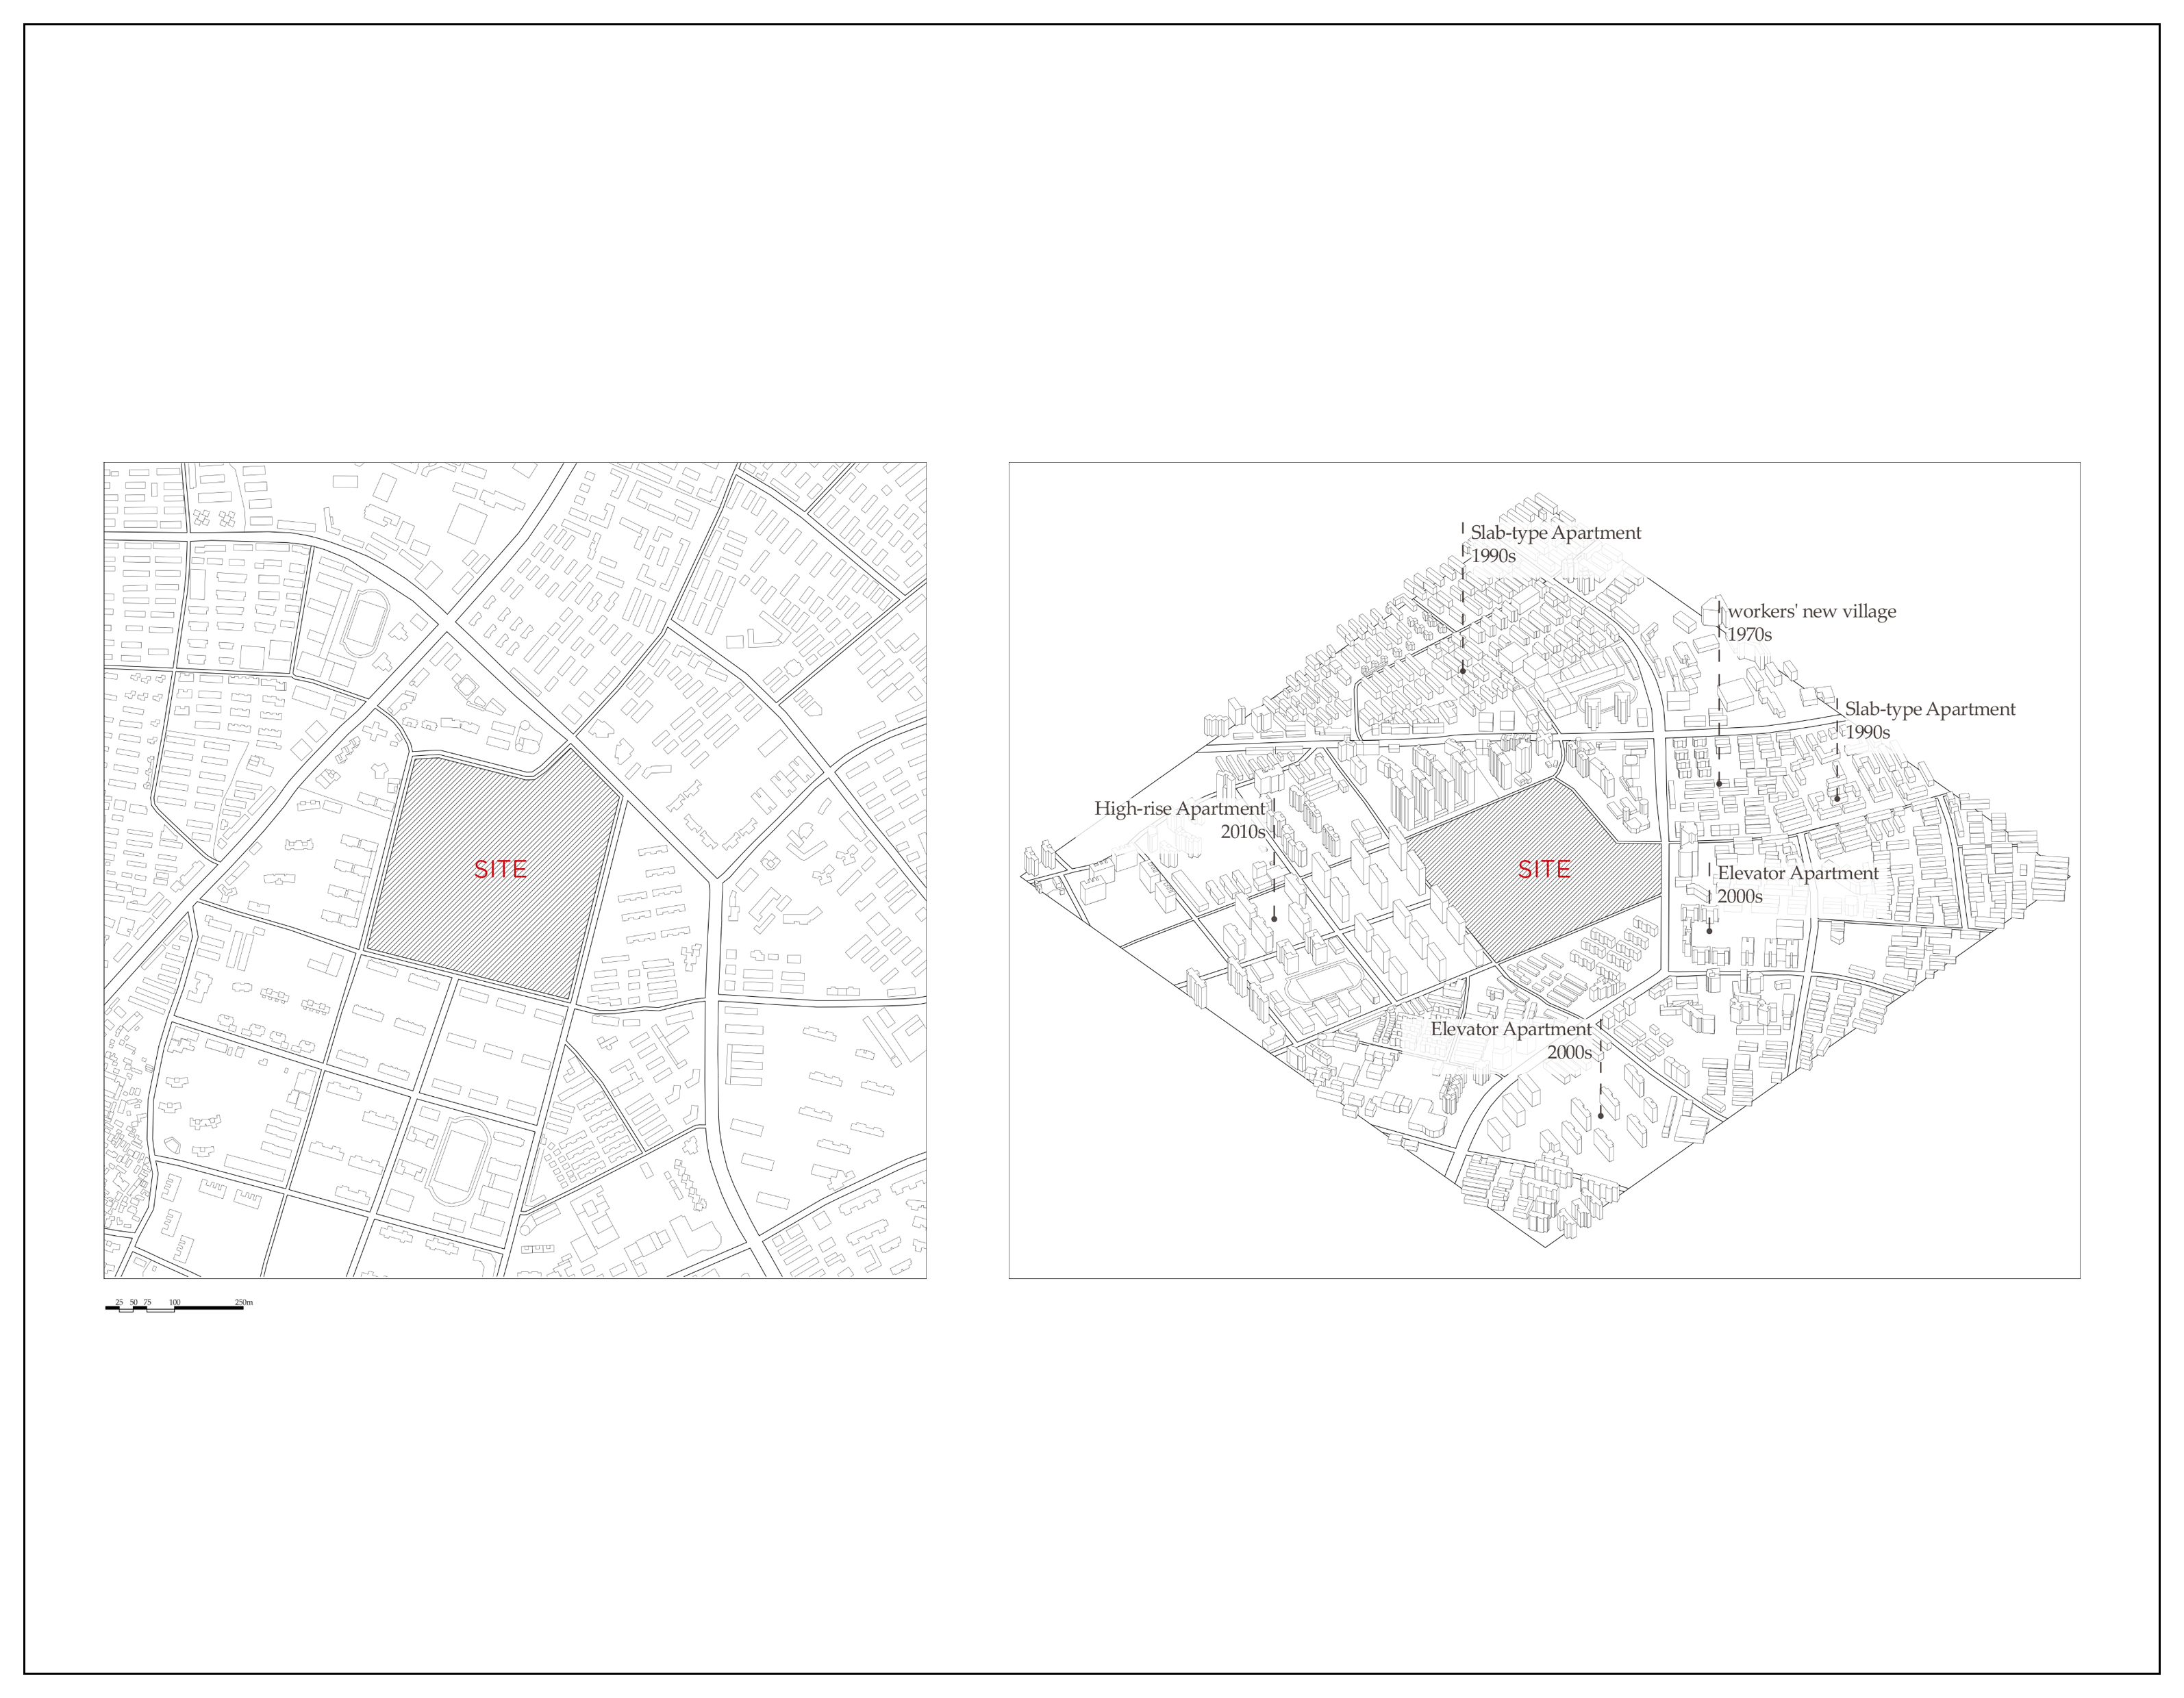 SITE
25 50 75 100 250m
Slab-type Apartment
1990s
workers' new village
1970s
Slab-type Apartment
1990s
High-rise Apartment
2010s
SITE
Elevator Apartment
2000s
Elevator Apartment
2000s